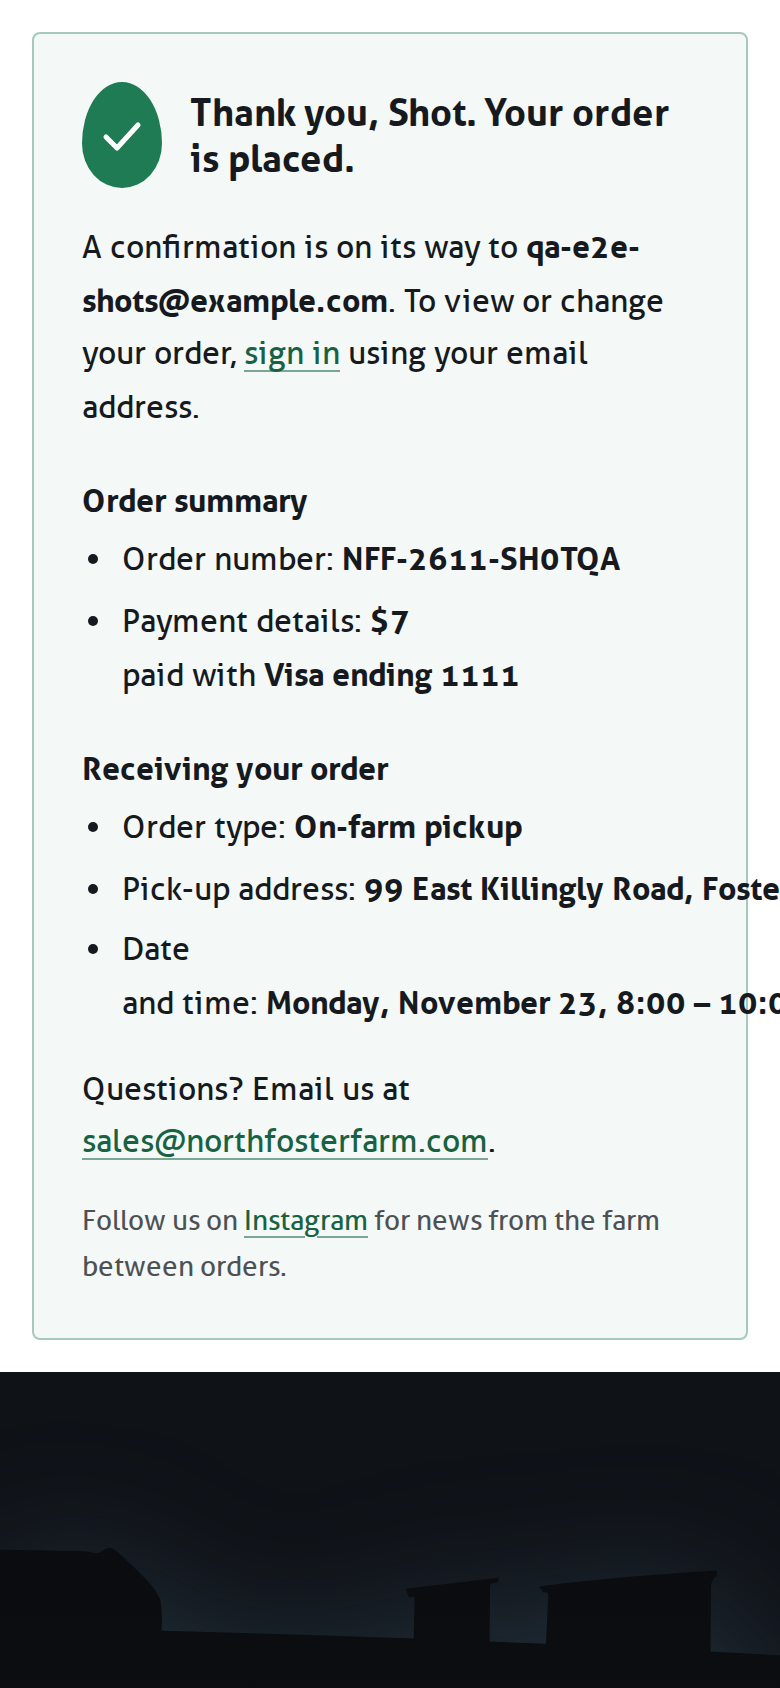 Thank you, Shot. Your order
is placed.
A confirmation is on its way to qa-e2e-
shots@example.com. To view or change
your order, sign in using your email
address.
Order summary
• Order number: NFF-2611-SH0TQA
• Payment details: $7
paid with Visa ending 1111
Receiving your order
• Order type: On-farm pickup
• Pick-up address: 99 East Killingly Road, Foste
• Date
and time: Monday, November 23, 8:00 – 10:0
Questions? Email us at
sales@northfosterfarm.com.
Follow us on Instagram for news from the farm
between orders.